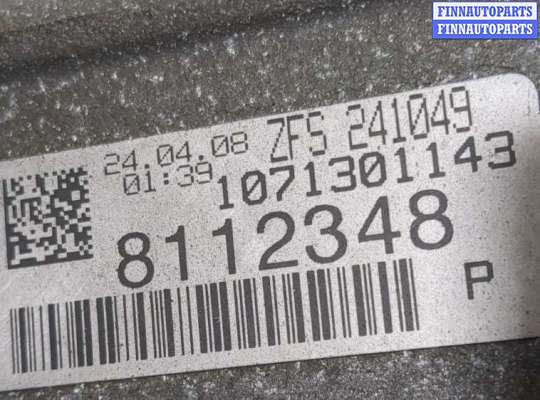 FINNAUTOPARTS
FINNAUTOPARTS
24.04.08 ZFS 241049
01:39 1071301143
8112348
P